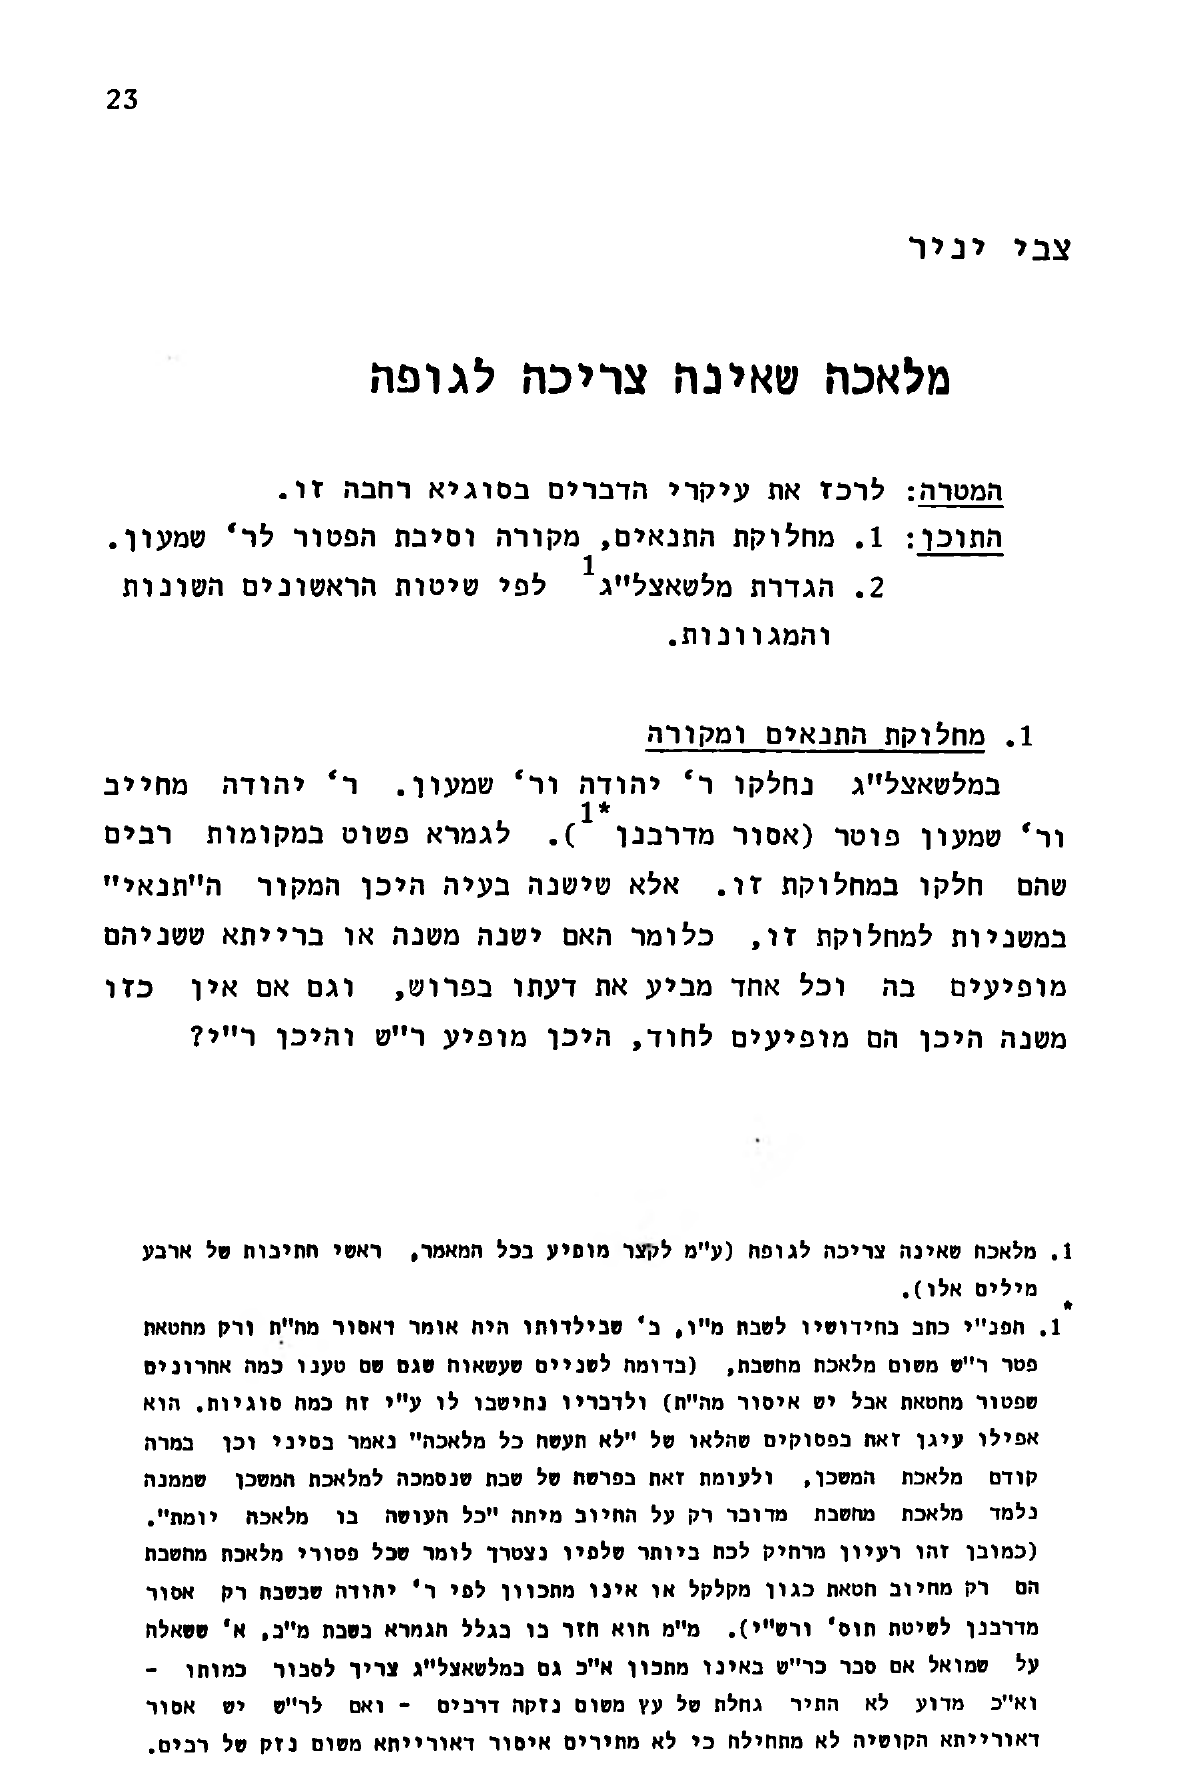 23
צבי יניר
מלאכה שאינה צריכה לגופה
המטרה: לרכז את עיקרי הדברים בסוגיא רחבה זו.
התוכן: 1. מחלוקת התנאים, מקורה וסיבת הפטור לר' שמעון.
2. הגדרת מלשאצל"ג1 לפי שיטות הראשונים השונות
והמגוונות.
1. מחלוקת התנאים ומקורה
במלשאצל"ג נחלקו ר' יהודה ור' שמעון. ר' יהודה מחייב
ור' שמעון פוטר (אסור מדרבנן1*). לגמרא פשוט במקומות רבים
שהם חלקו במחלוקת זו. אלא שישנה בעיה היכן המקור ה"תנאי"
במשניות למחלוקת זו, כלומר האם ישנה משנה או ברייתא ששניהם
מופיעים בה וכל אחד מביע את דעתו בפרוש, וגם אם אין כזו
משנה היכן הם מופיעים לחוד, היכן מופיע ר"ש והיכן ר"י?
1. מלאכה שאינה צריכה לגופה (ע"מ לקצר מופיע בכל המאמר, ראשי תתיבות של ארבע
מילים אלו).
1*. הפנ"י כתב בחידושיו לשבת מ"ו, ב' שבילדותו היה אומר דאסור מה"ת ורק מחטאת
פטר ר"ש משום מלאכת מחשבת, (בדומה לשניים שעשאוה שגם שם טענו כמה אחרונים
שפטור מחטאת אבל יש איסור מה"ת) ולדבריו נתישבו לו ע"י זה כמה סוגיות. הוא
אפילו עיגן זאת בפסוקים שהלאו של "לא תעשה כל מלאכה" נאמר בסיני וכן במרה
קודם מלאכת המשכן, ולעומת זאת בפרשה של שבת שנסמכה למלאכת המשכן שממנה
נלמד מלאכת מחשבת מדובר רק על החיוב מיתה "כל העושה בו מלאכה יומת".
(כמובן זהו רעיון מרחיק לכת ביותר שלפיו נצטרך לומר שכל פטורי מלאכת מחשבת
הם רק מחיוב חטאת כגון מקלקל או אינו מתכוון לפי ר' יהודה שבשבת רק אסור
מדרבנן לשיטת תוס' ורש"י). מ"מ הוא חזר בו בגלל הגמרא בשבת מ"ב, א' ששאלה
על שמואל אם סבר כר"ש באינו מתכון א"כ גם במלשאצל"ג צריך לסבור כמותו -
וא"כ מדוע לא התיר גחלת של עץ משום נזקה דרבים - ואם לר"ש יש אסור
דאורייתא הקושיה לא מתחילה כי לא מתירים איסור דאורייתא משום נזק של רבים.